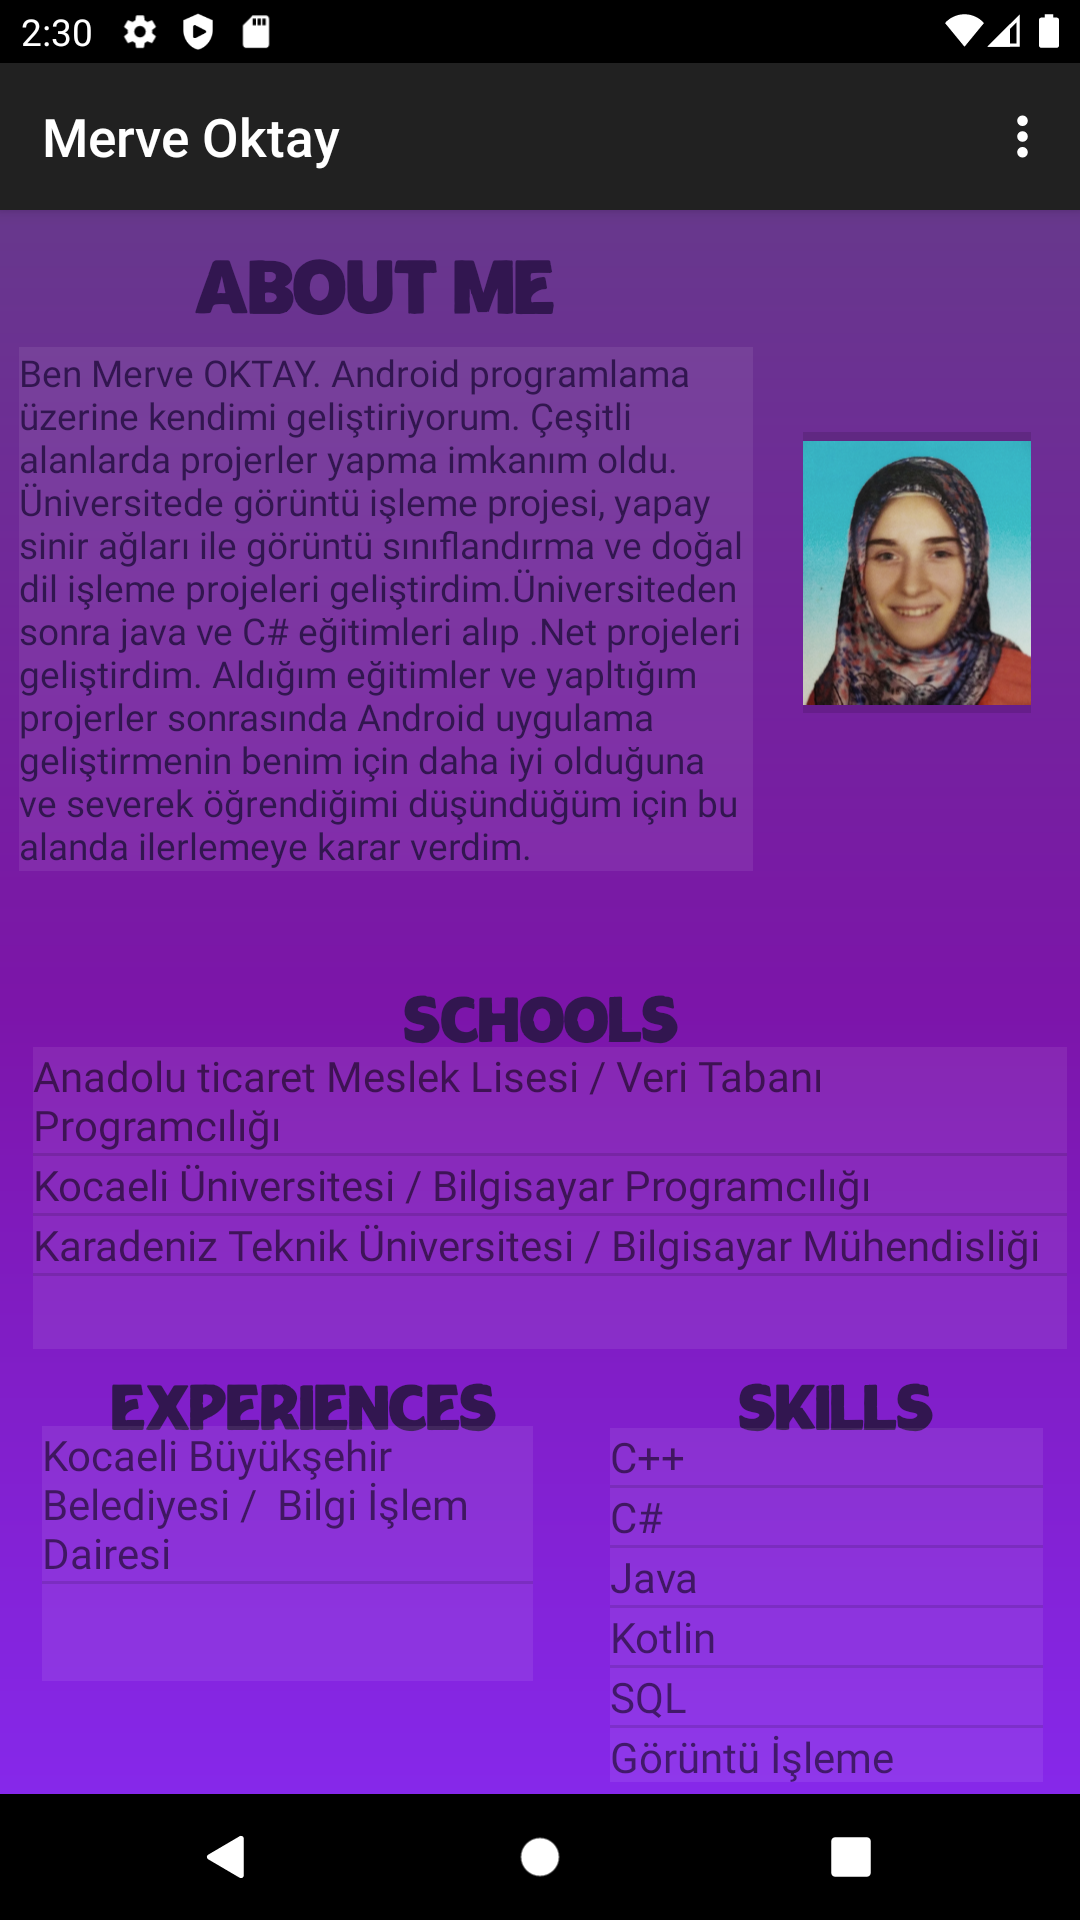 2:30
Merve Oktay
ABOUT ME
Ben Merve OKTAY. Android programlama
üzerine kendimi geliştiriyorum. Çeşitli
alanlarda projerler yapma imkanım oldu.
Üniversitede görüntü işleme projesi, yapay
sinir ağları ile görüntü sınıflandırma ve doğal
dil işleme projeleri geliştirdim.Üniversiteden
sonra java ve C# eğitimleri alıp .Net projeleri
geliştirdim. Aldığım eğitimler ve yapltığım
projerler sonrasında Android uygulama
geliştirmenin benim için daha iyi olduğuna
ve severek öğrendiğimi düşündüğüm için bu
alanda ilerlemeye karar verdim.
SCHOOLS
Anadolu ticaret Meslek Lisesi / Veri Tabanı
Programcılığı
Kocaeli Üniversitesi / Bilgisayar Programcılığı
Karadeniz Teknik Üniversitesi / Bilgisayar Mühendisliği
EXPERIENCES
Kocaeli Büyükşehir
Belediyesi /  Bilgi İşlem
Dairesi
SKILLS
C++
C#
Java
Kotlin
SQL
Görüntü İşleme